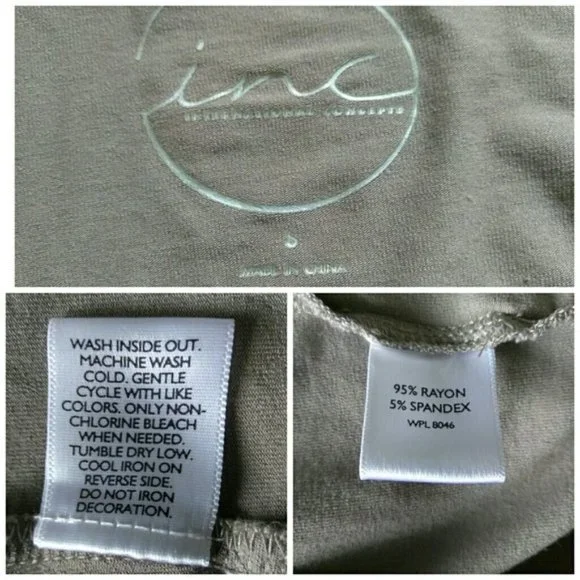 inc
INTERNATIONAL CONCEPTS
MADE IN CHINA
WASH INSIDE OUT.
MACHINE WASH
COLD. GENTLE
CYCLE WITH LIKE
COLORS. ONLY NON-
CHLORINE BLEACH
WHEN NEEDED.
TUMBLE DRY LOW.
COOL IRON ON
REVERSE SIDE.
DO NOT IRON
DECORATION.
95% RAYON
5% SPANDEX
WPL 8046